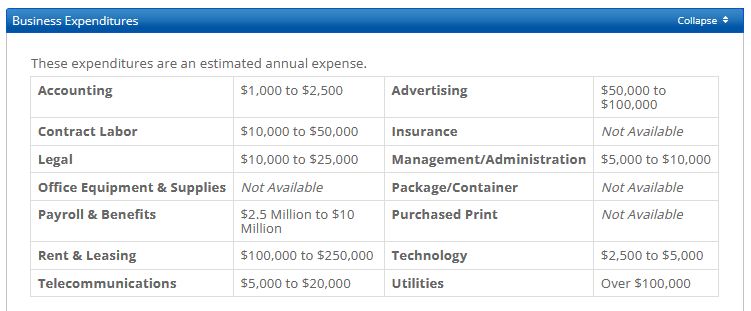 Business Expenditures Collapse
These expenditures are an estimated annual expense.
Accounting $1,000 to $2,500 Advertising $50,000 to
$100,000
Contract Labor $10,000 to $50,000 Insurance Not Available
Legal $10,000 to $25,000 Management/Administration $5,000 to $10,000
Office Equipment & Supplies Not Available Package/Container Not Available
Payroll & Benefits $2.5 Million to $10 Purchased Print Not Available
Million
Rent & Leasing $100,000 to $250,000 Technology $2,500 to $5,000
Telecommunications $5,000 to $20,000 Utilities Over $100,000